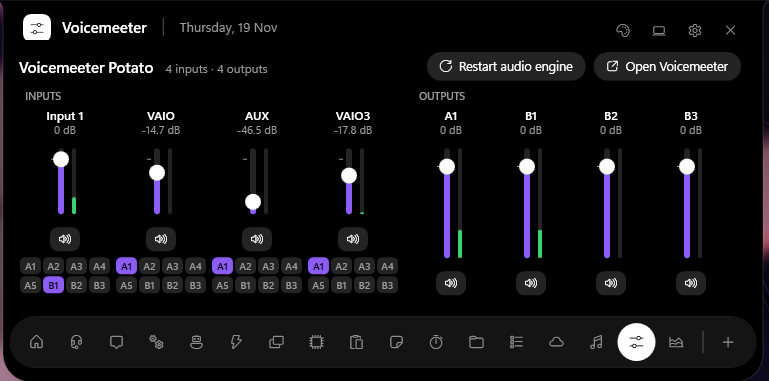 Voicemeeter Thursday, 19 Nov
Voicemeeter Potato 4 inputs · 4 outputs Restart audio engine Open Voicemeeter
INPUTS OUTPUTS
Input 1 VAIO AUX VAIO3 A1 B1 B2 B3
0 dB -14.7 dB -46.5 dB -17.8 dB 0 dB 0 dB 0 dB 0 dB
A1 A2 A3 A4 A1 A2 A3 A4 A1 A2 A3 A4 A1 A2 A3 A4
A5 B1 B2 B3 A5 B1 B2 B3 A5 B1 B2 B3 A5 B1 B2 B3